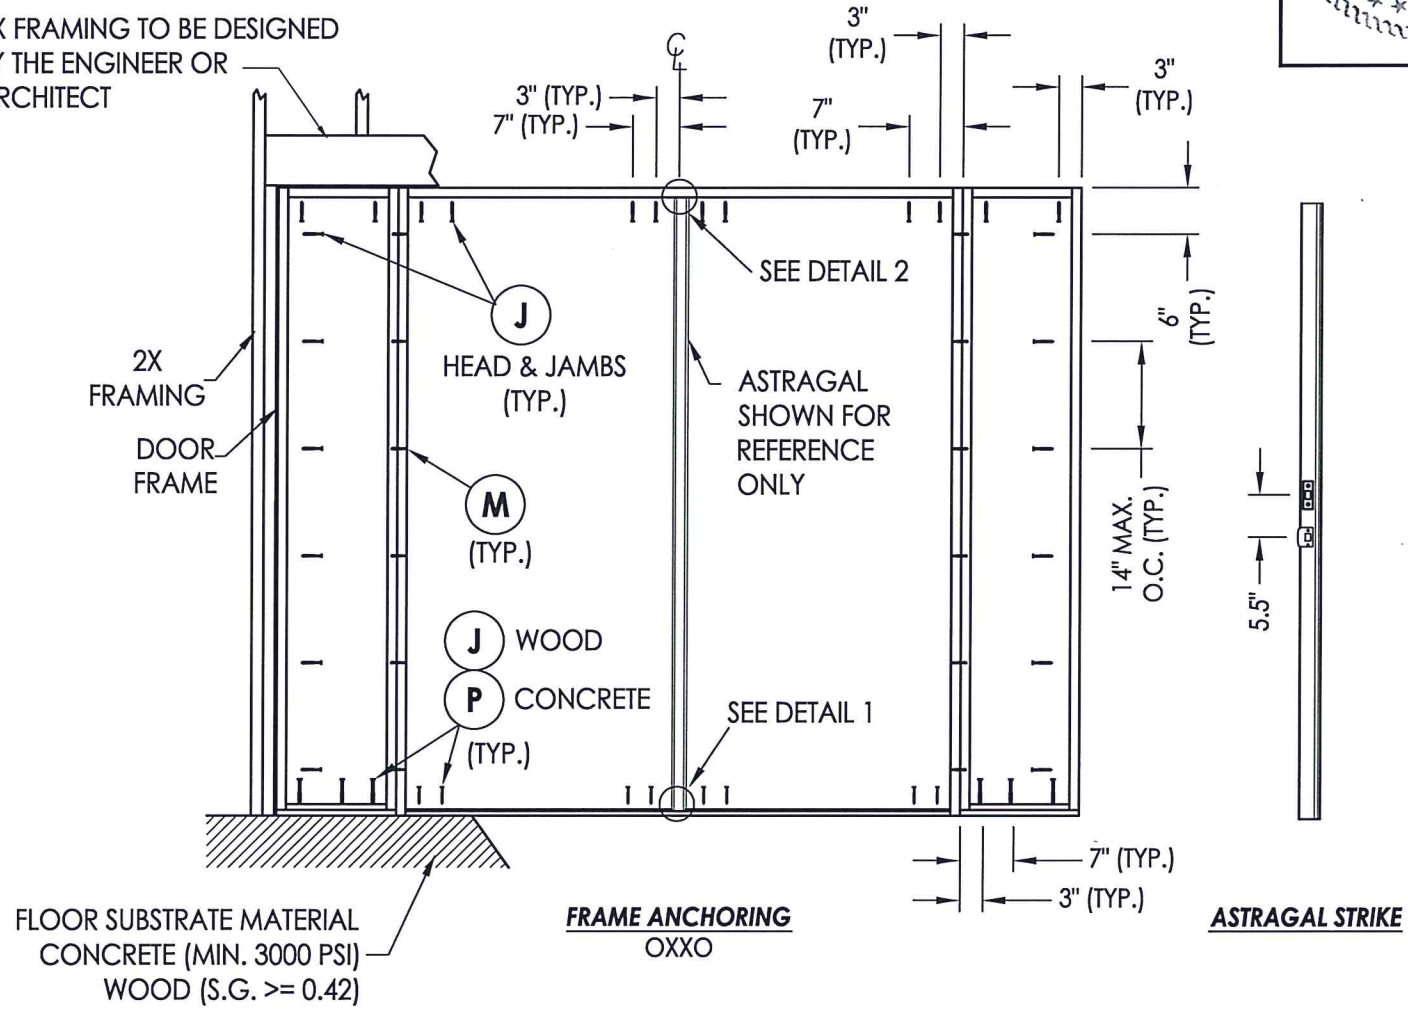 X FRAMING TO BE DESIGNED
THE ENGINEER OR
3"
(TYP.)
3" (TYP.)
7" (TYP.)
7"
(TYP.)
3"
(TYP.)
SEE DETAIL 2
6"
(TYP.)
J
HEAD & JAMBS
(TYP.)
2X
FRAMING
DOOR
FRAME
ASTRAGAL
SHOWN FOR
REFERENCE
ONLY
M
(TYP.)
14" MAX.
O.C. (TYP.)
5.5"
J WOOD
P CONCRETE
(TYP.)
SEE DETAIL 1
7" (TYP.)
3" (TYP.)
FLOOR SUBSTRATE MATERIAL
CONCRETE (MIN. 3000 PSI)
WOOD (S.G. >= 0.42)
FRAME ANCHORING
OXXO
ASTRAGAL STRIKE